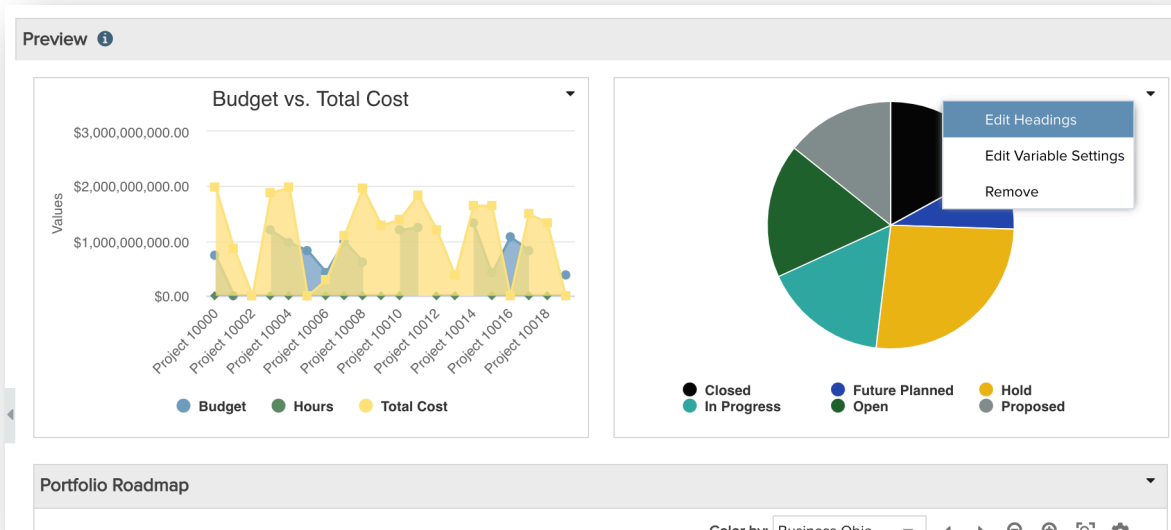 Preview
Budget vs. Total Cost
$3,000,000,000.00
$2,000,000,000.00
$1,000,000,000.00
$0.00
Values
Project 10000
Project 10002
Project 10004
Project 10006
Project 10008
Project 10010
Project 10012
Project 10014
Project 10016
Project 10018
Budget Hours Total Cost
Edit Headings
Edit Variable Settings
Remove
Closed Future Planned Hold
In Progress Open Proposed
Portfolio Roadmap
Color by: Business Obje